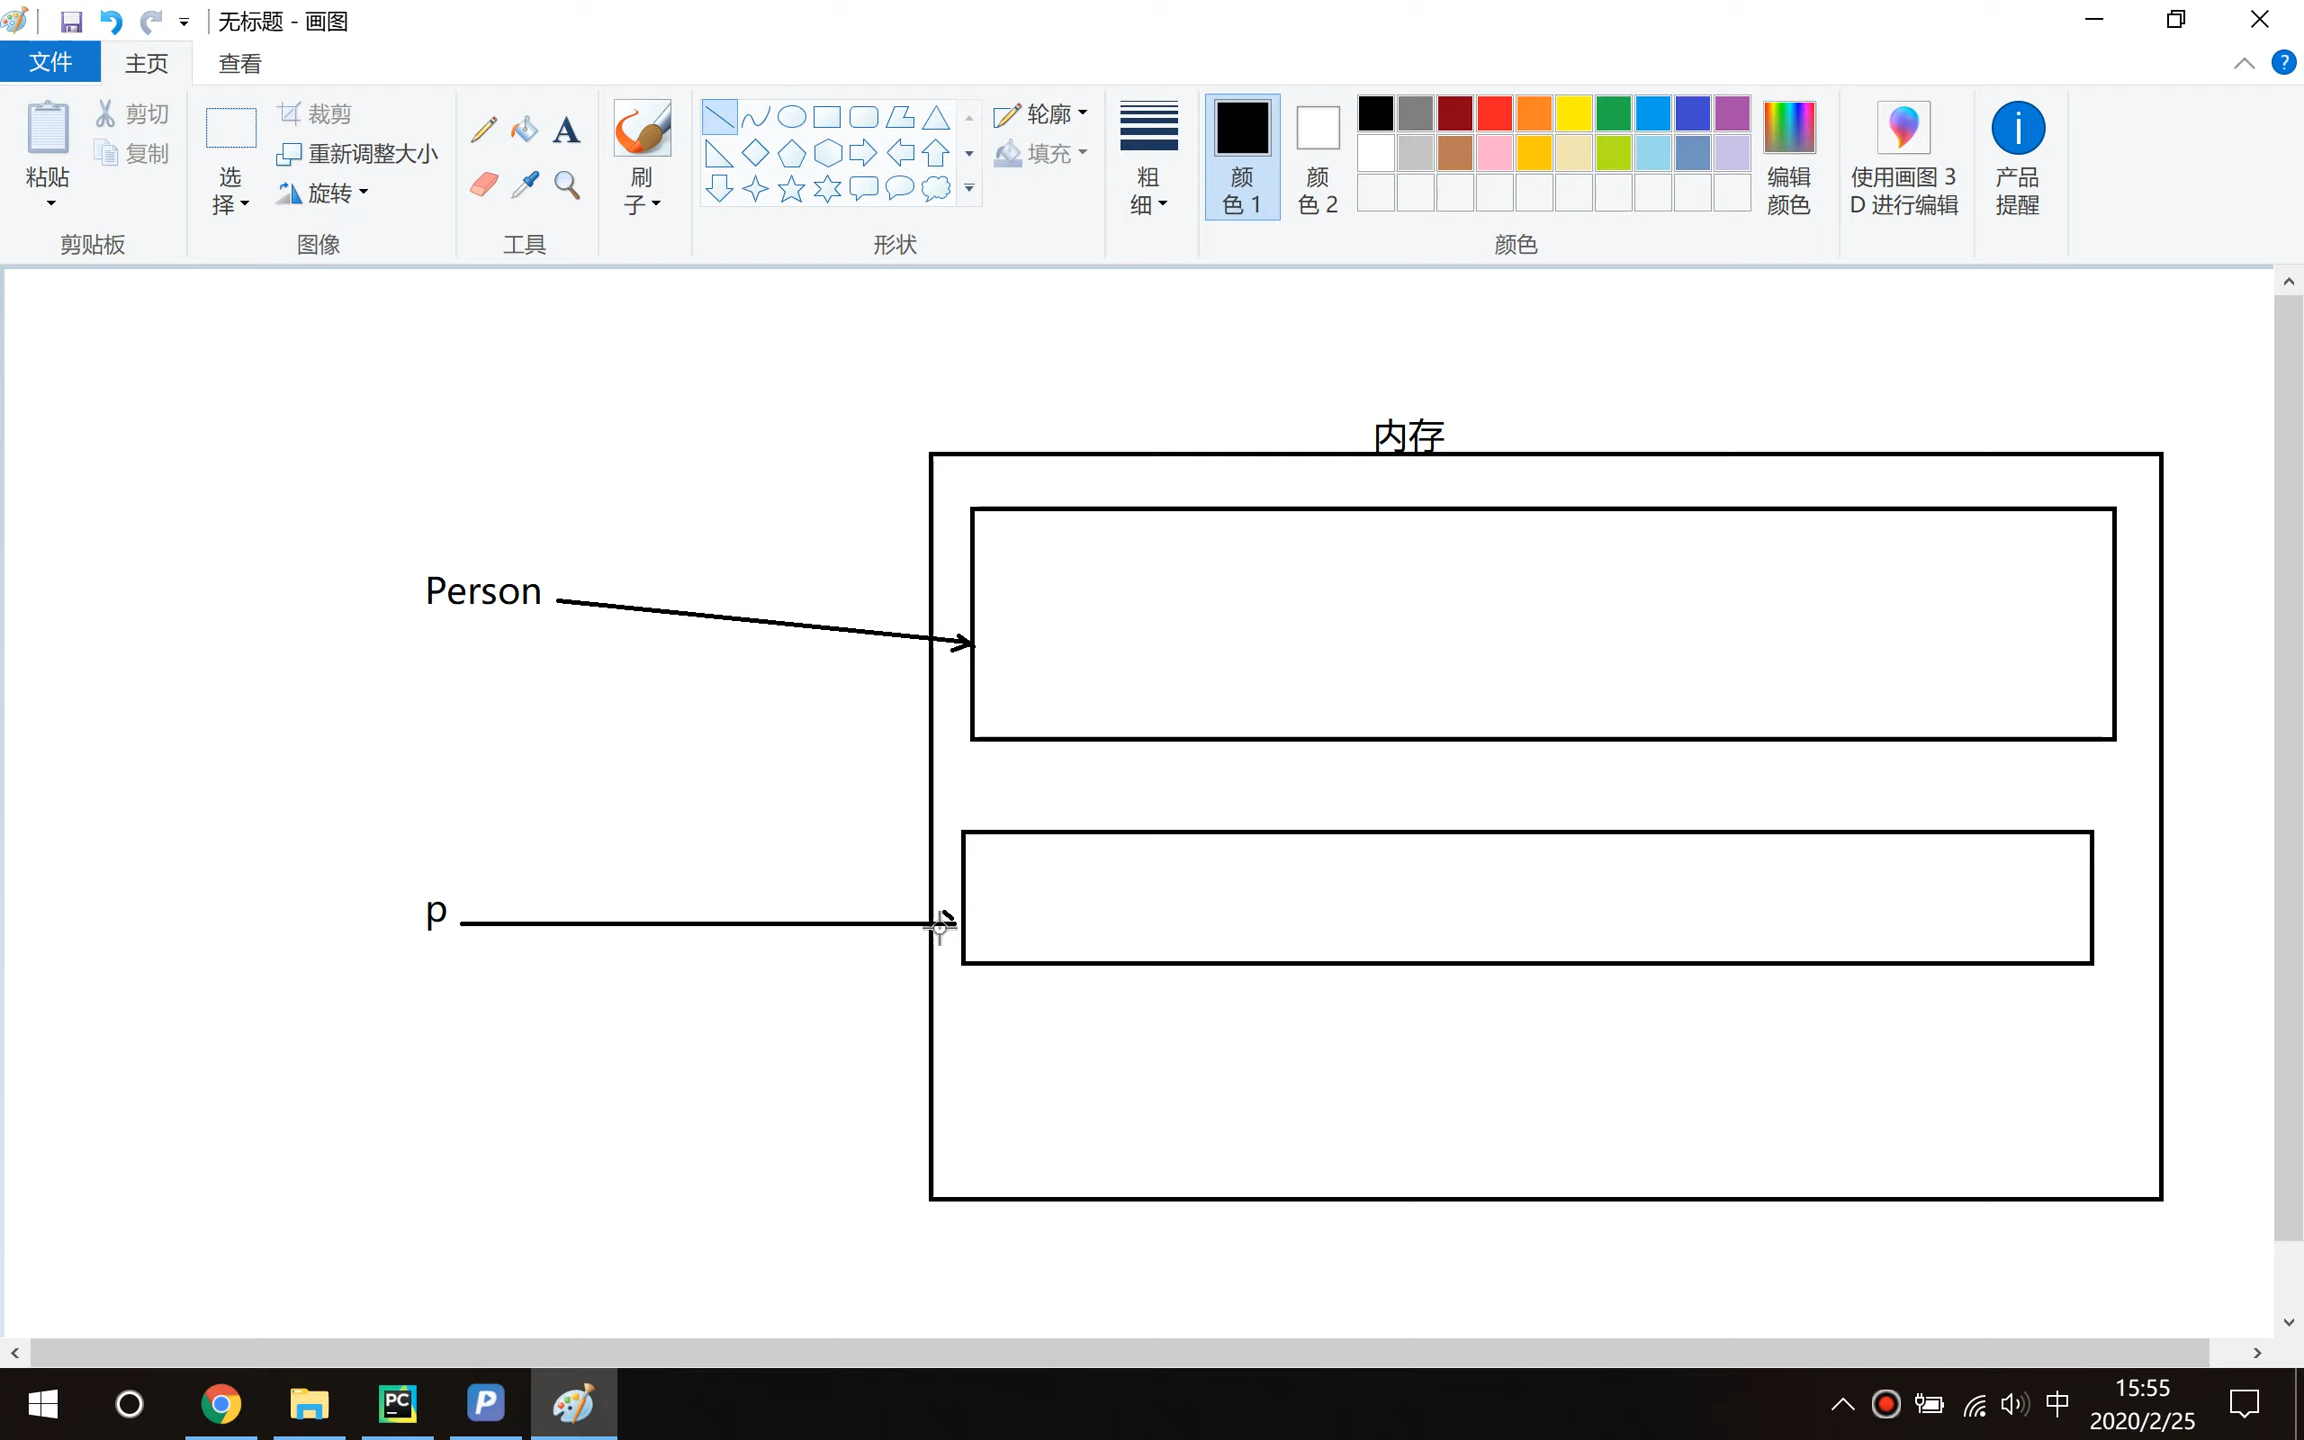 无标题 - 画图
文件 主页 查看
粘贴
剪切
复制
剪贴板
选择
裁剪
重新调整大小
旋转
图像
A
工具
刷子
轮廓
填充
形状
粗细
颜色 1
颜色 2
编辑颜色
颜色
使用画图 3D 进行编辑
产品提醒
内存
Person
p
PC
P
中
15:55
2020/2/25